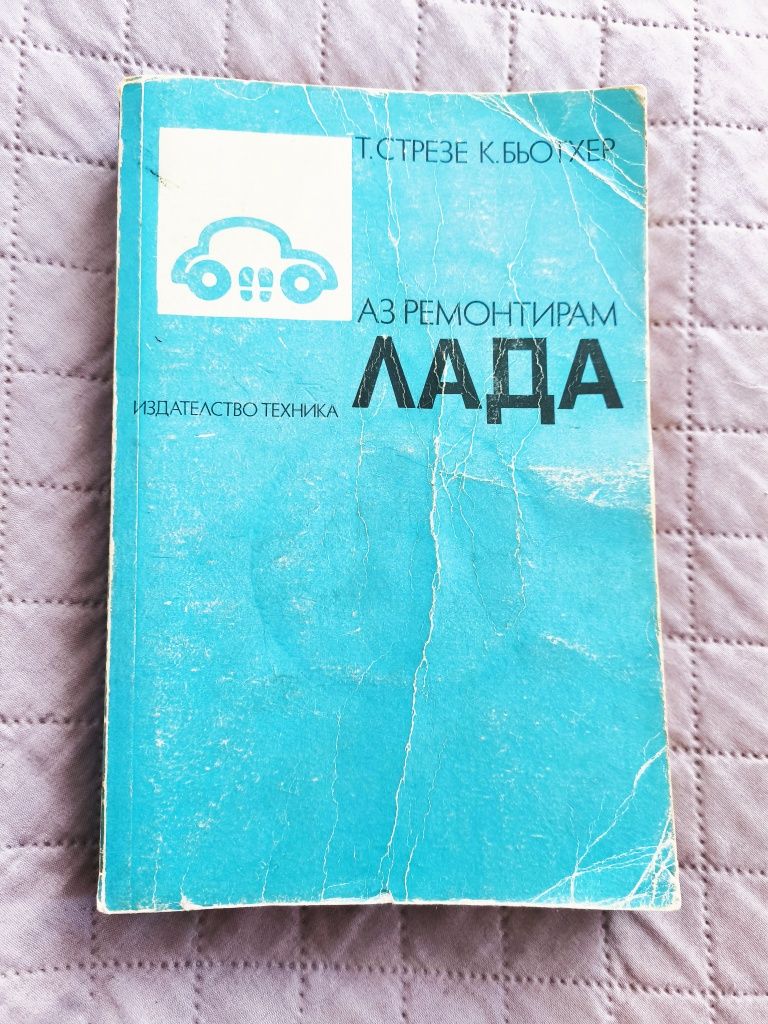 Т. СТРЕЗЕ К. БЬОТХЕР
АЗ РЕМОНТИРАМ
ЛАДА
ИЗДАТЕЛСТВО ТЕХНИКА